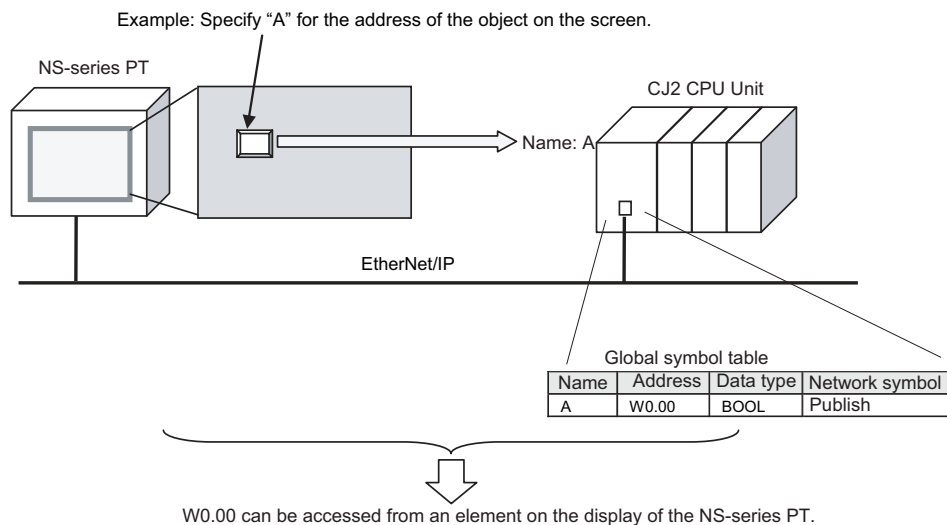 Example: Specify “A” for the address of the object on the screen.
NS-series PT
CJ2 CPU Unit
Name: A
EtherNet/IP
Global symbol table
Name Address Data type Network symbol
A W0.00 BOOL Publish
W0.00 can be accessed from an element on the display of the NS-series PT.